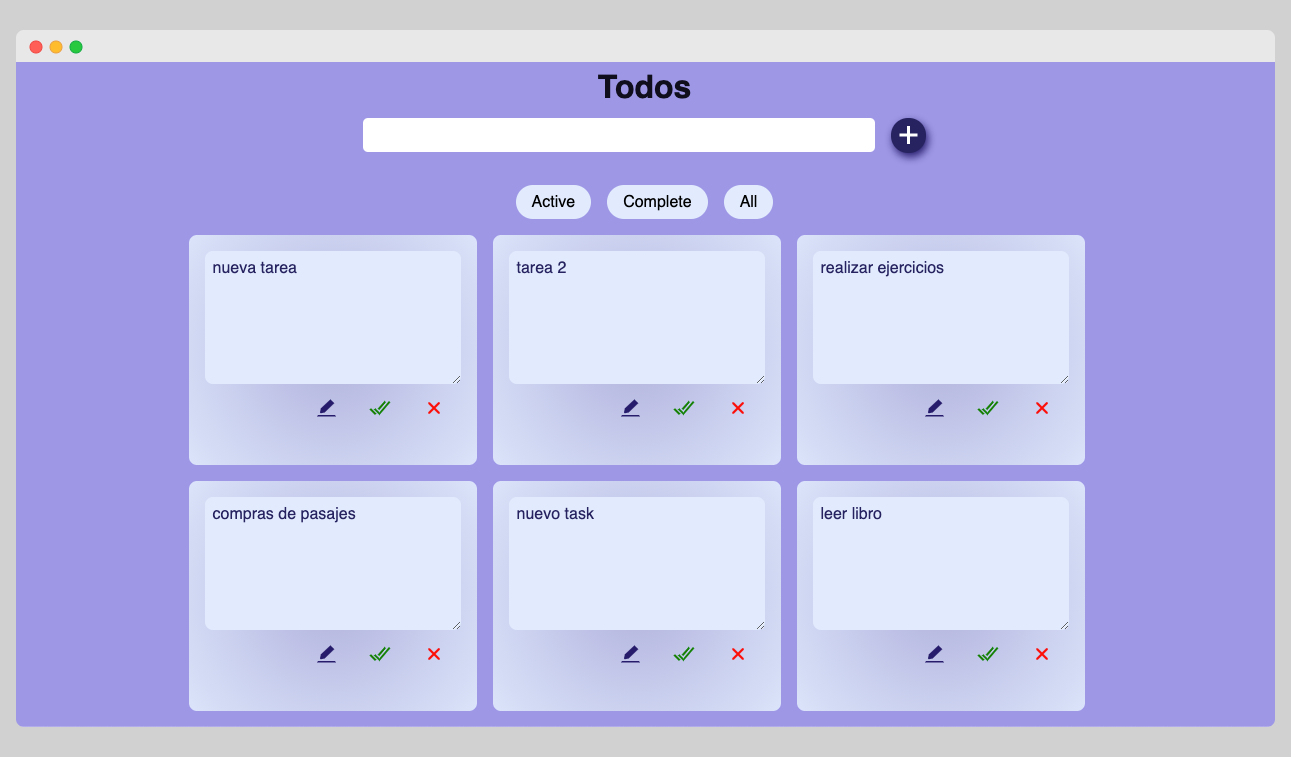 Todos
Active
Complete
All
nueva tarea
tarea 2
realizar ejercicios
compras de pasajes
nuevo task
leer libro